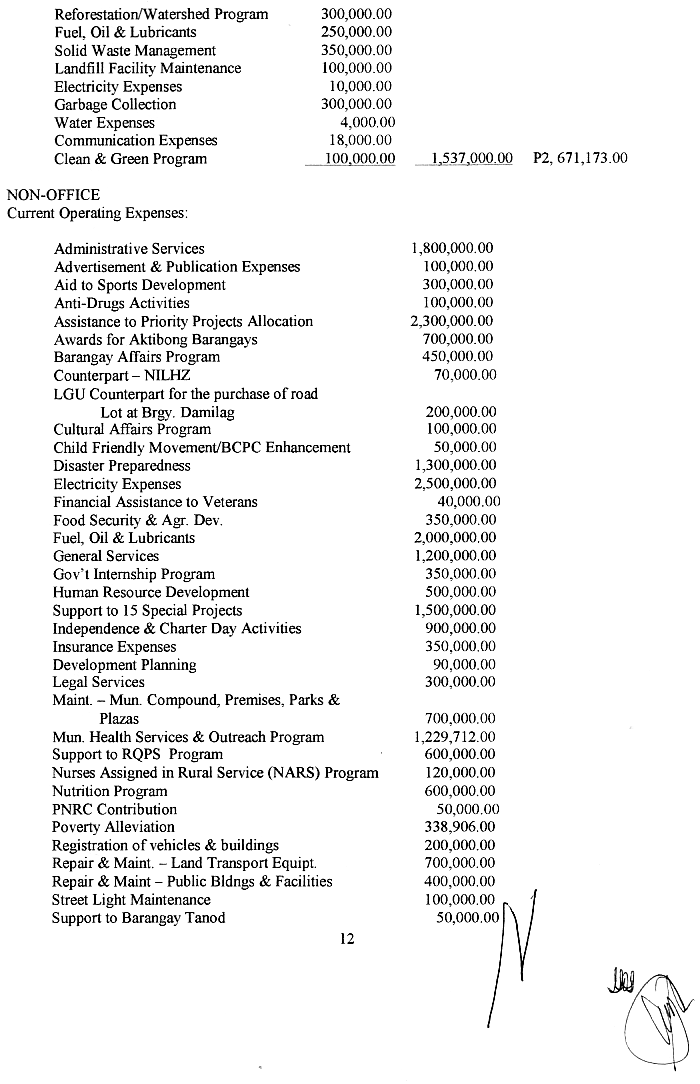 Reforestation/Watershed Program 300,000.00
Fuel, Oil & Lubricants 250,000.00
Solid Waste Management 350,000.00
Landfill Facility Maintenance 100,000.00
Electricity Expenses 10,000.00
Garbage Collection 300,000.00
Water Expenses 4,000.00
Communication Expenses 18,000.00
Clean & Green Program 100,000.00 1,537,000.00 P2, 671,173.00
NON-OFFICE
Current Operating Expenses:
Administrative Services 1,800,000.00
Advertisement & Publication Expenses 100,000.00
Aid to Sports Development 300,000.00
Anti-Drugs Activities 100,000.00
Assistance to Priority Projects Allocation 2,300,000.00
Awards for Aktibong Barangays 700,000.00
Barangay Affairs Program 450,000.00
Counterpart – NILHZ 70,000.00
LGU Counterpart for the purchase of road
Lot at Brgy. Damilag 200,000.00
Cultural Affairs Program 100,000.00
Child Friendly Movement/BCPC Enhancement 50,000.00
Disaster Preparedness 1,300,000.00
Electricity Expenses 2,500,000.00
Financial Assistance to Veterans 40,000.00
Food Security & Agr. Dev. 350,000.00
Fuel, Oil & Lubricants 2,000,000.00
General Services 1,200,000.00
Gov't Internship Program 350,000.00
Human Resource Development 500,000.00
Support to 15 Special Projects 1,500,000.00
Independence & Charter Day Activities 900,000.00
Insurance Expenses 350,000.00
Development Planning 90,000.00
Legal Services 300,000.00
Maint. – Mun. Compound, Premises, Parks &
Plazas 700,000.00
Mun. Health Services & Outreach Program 1,229,712.00
Support to RQPS Program 600,000.00
Nurses Assigned in Rural Service (NARS) Program 120,000.00
Nutrition Program 600,000.00
PNRC Contribution 50,000.00
Poverty Alleviation 338,906.00
Registration of vehicles & buildings 200,000.00
Repair & Maint. – Land Transport Equipt. 700,000.00
Repair & Maint – Public Bldngs & Facilities 400,000.00
Street Light Maintenance 100,000.00
Support to Barangay Tanod 50,000.00
12